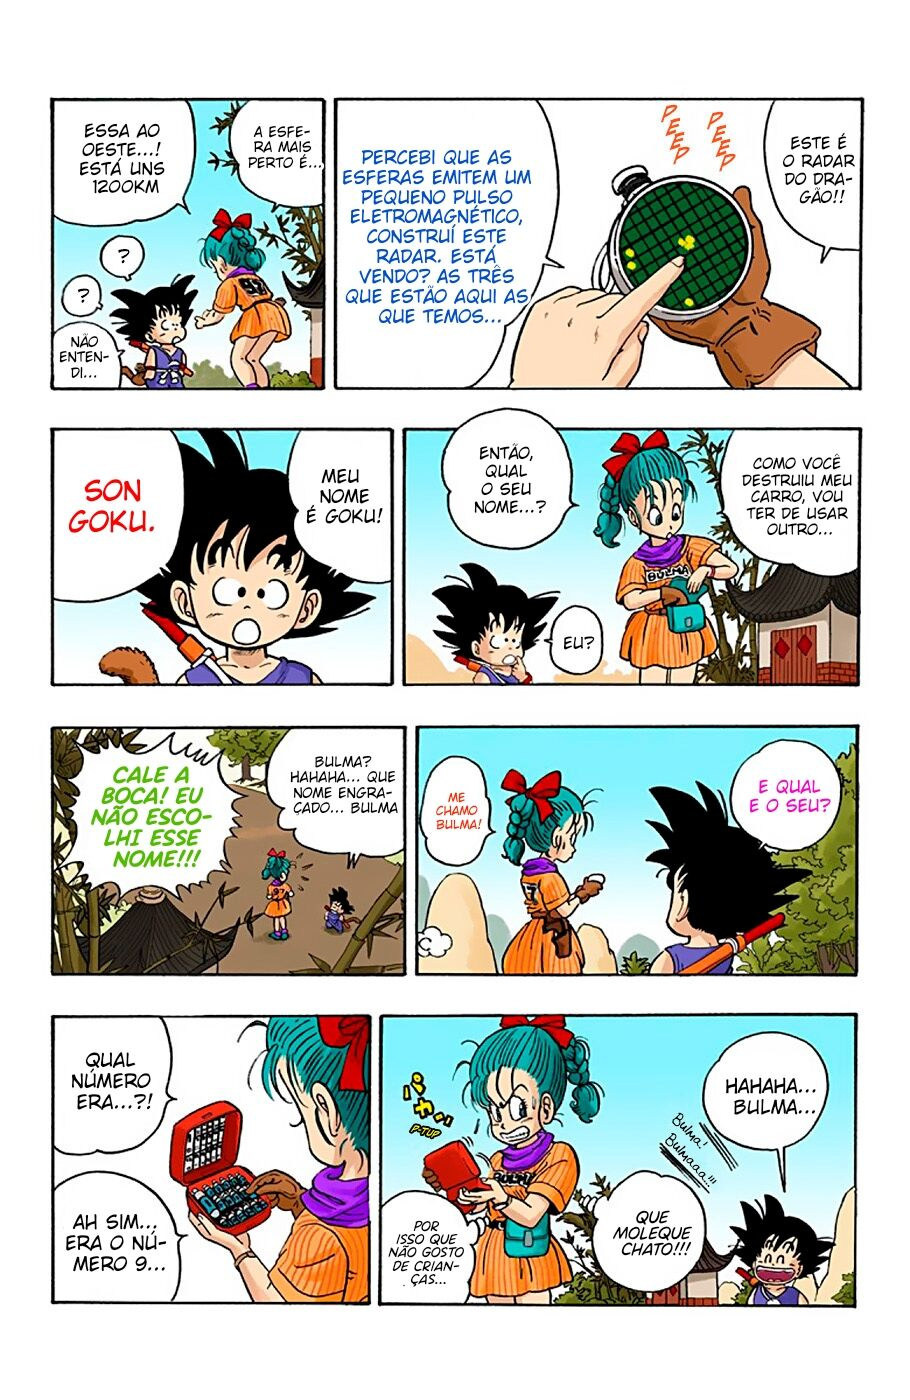 ESTE É
O RADAR
DO DRA-
GÃO!!
PEEP
PEEP
PERCEBI QUE AS
ESFERAS EMITEM UM
PEQUENO PULSO
ELETROMAGNÉTICO,
CONSTRUÍ ESTE
RADAR. ESTÁ
VENDO? AS TRÊS
QUE ESTÃO AQUI AS
QUE TEMOS...
A ESFE-
RA MAIS
PERTO É...
ESSA AO
OESTE...!
ESTÁ UNS
1200KM
?
?
NÃO
ENTEN-
DI...
COMO VOCÊ
DESTRUIU MEU
CARRO, VOU
TER DE USAR
OUTRO...
ENTÃO,
QUAL
O SEU
NOME...?
BULMA
EU?
MEU
NOME
É GOKU!
SON
GOKU.
E QUAL
E O SEU?
ME
CHAMO
BULMA!
BULMA?
HAHAHA... QUE
NOME ENGRA-
ÇADO... BULMA
CALE A
BOCA! EU
NÃO ESCO-
LHI ESSE
NOME!!!
HAHAHA...
BULMA...
Bulma!
Bulmaaa...!!!
QUE
MOLEQUE
CHATO!!!
パカッ
P-TUP
BULMA
POR
ISSO QUE
NÃO GOSTO
DE CRIAN-
ÇAS...
QUAL
NÚMERO
ERA...?!
AH SIM...
ERA O NÚ-
MERO 9...